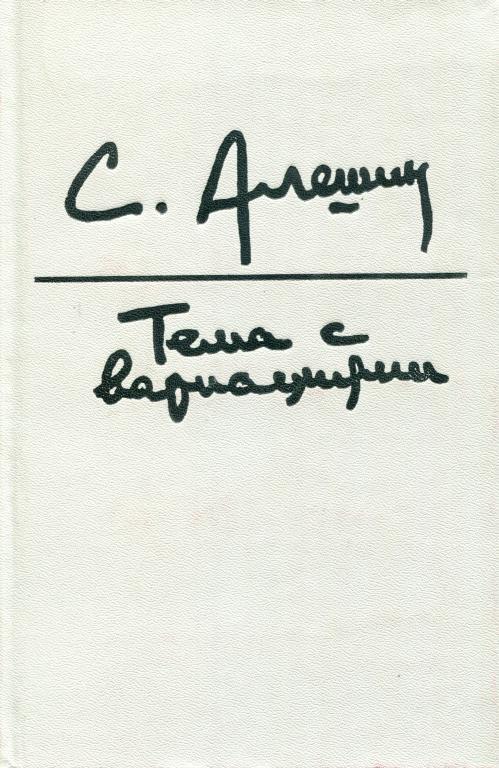 С. Алешин
Тема с
вариациями